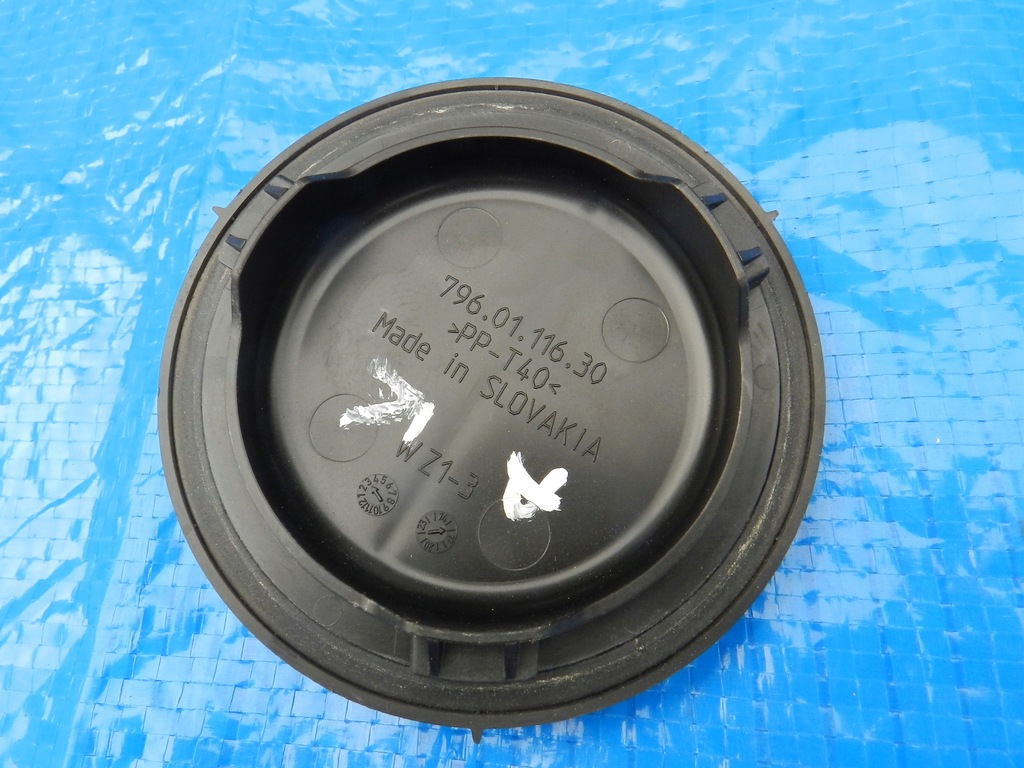 796.01.116.30
>PP-T40<
Made in SLOVAKIA
WZ1-3